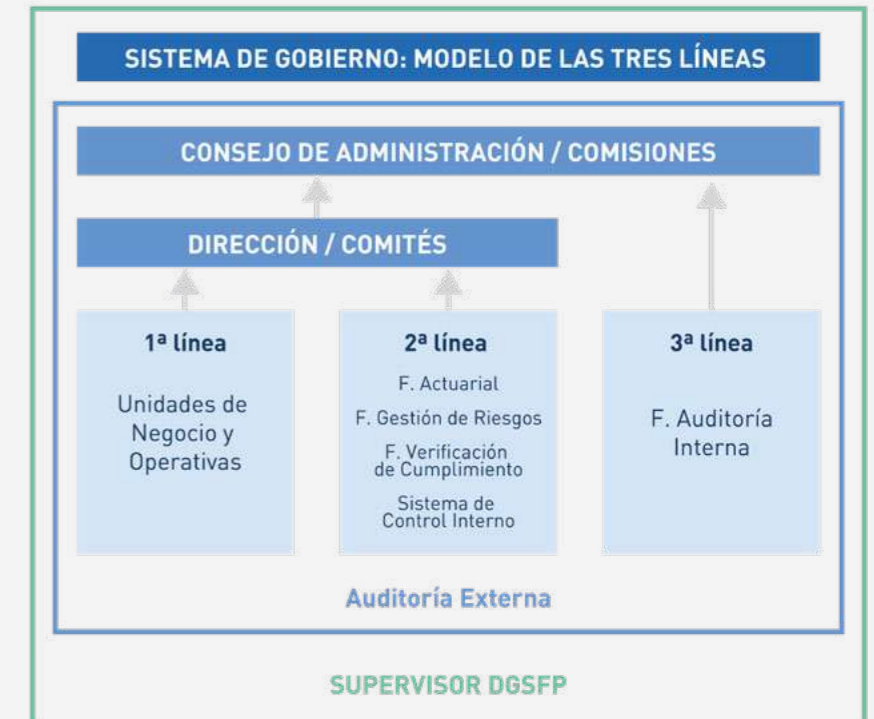 SISTEMA DE GOBIERNO: MODELO DE LAS TRES LÍNEAS
CONSEJO DE ADMINISTRACIÓN / COMISIONES
DIRECCIÓN / COMITÉS
1ª línea
Unidades de
Negocio y
Operativas
2ª línea
F. Actuarial
F. Gestión de Riesgos
F. Verificación
de Cumplimiento
Sistema de
Control Interno
3ª línea
F. Auditoría
Interna
Auditoría Externa
SUPERVISOR DGSFP